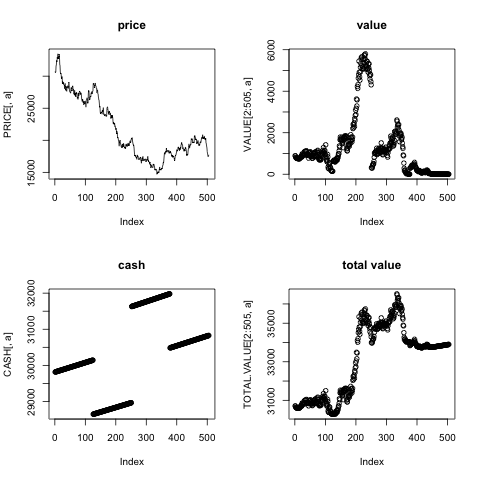 price
PRICE[, a]
15000 25000
0 100 200 300 400 500
Index
value
VALUE[2:505, a]
0 2000 4000 6000
0 100 200 300 400 500
Index
cash
CASH[, a]
29000 30000 31000 32000
0 100 200 300 400 500
Index
total value
TOTAL.VALUE[2:505, a]
31000 33000 35000
0 100 200 300 400 500
Index